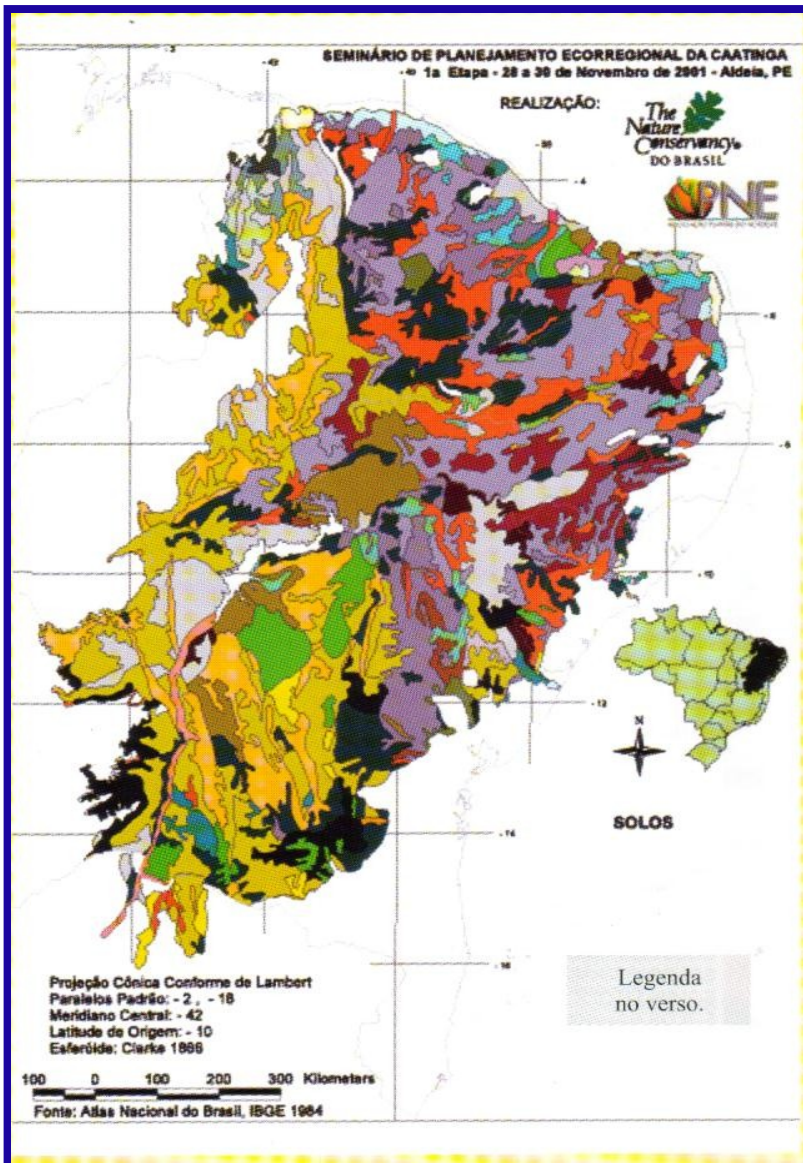 SEMINÁRIO DE PLANEJAMENTO ECORREGIONAL DA CAATINGA
1a Etapa - 28 a 30 de Novembro de 2001 - Aldeia, PE
REALIZAÇÃO:
The
Nature
Conservancy
DO BRASIL
PNE
N
SOLOS
Legenda
no verso.
Projeção Cônica Conforme de Lambert
Paralelos Padrão: - 2 , - 18
Meridiano Central: - 42
Latitude de Origem: - 10
Esferóide: Clarke 1866
100 0 100 200 300 Kilometers
Fonte: Atlas Nacional do Brasil, IBGE 1984